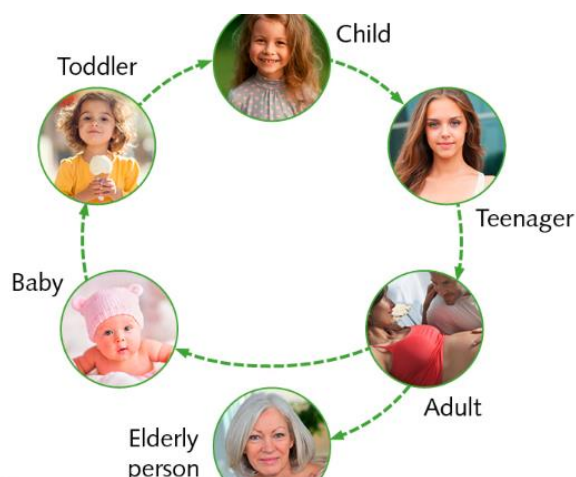 Child
Toddler
Teenager
Baby
Adult
Elderly
person